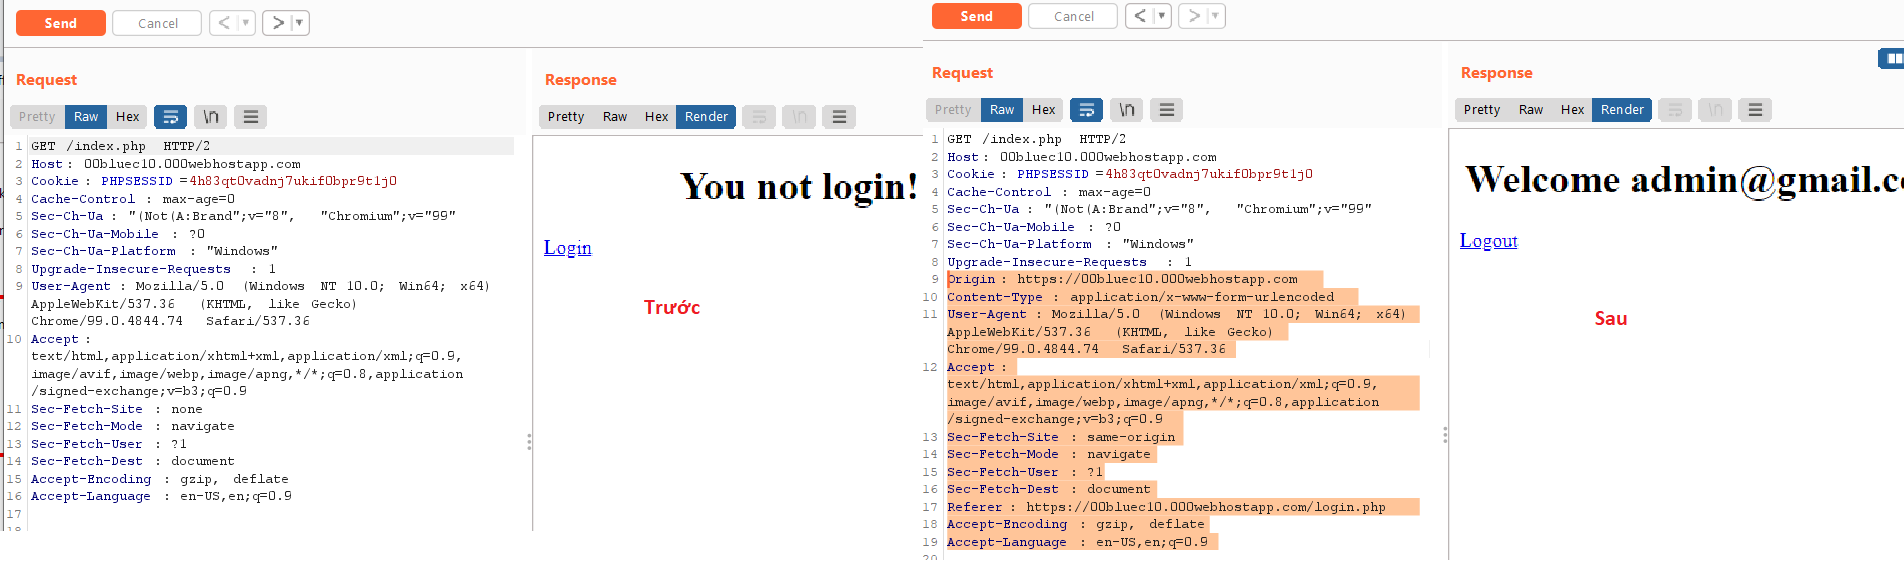 Send Cancel < > 
Request
Response
Pretty Raw Hex \n
Pretty Raw Hex Render \n
1 GET /index.php HTTP/2
2 Host: 00bluec10.000webhostapp.com
3 Cookie: PHPSESSID=4h83qt0vadnj7ukif0bpr9t1j0
4 Cache-Control: max-age=0
5 Sec-Ch-Ua: "(Not(A:Brand";v="8", "Chromium";v="99"
6 Sec-Ch-Ua-Mobile: ?0
7 Sec-Ch-Ua-Platform: "Windows"
8 Upgrade-Insecure-Requests: 1
9 User-Agent: Mozilla/5.0 (Windows NT 10.0; Win64; x64)
AppleWebKit/537.36 (KHTML, like Gecko)
Chrome/99.0.4844.74 Safari/537.36
10 Accept:
text/html,application/xhtml+xml,application/xml;q=0.9,
image/avif,image/webp,image/apng,*/*;q=0.8,application
/signed-exchange;v=b3;q=0.9
11 Sec-Fetch-Site: none
12 Sec-Fetch-Mode: navigate
13 Sec-Fetch-User: ?1
14 Sec-Fetch-Dest: document
15 Accept-Encoding: gzip, deflate
16 Accept-Language: en-US,en;q=0.9
17
18
You not login!
Login
Trước
Send Cancel < >
Request
Response
Pretty Raw Hex \n
Pretty Raw Hex Render \n
1 GET /index.php HTTP/2
2 Host: 00bluec10.000webhostapp.com
3 Cookie: PHPSESSID=4h83qt0vadnj7ukif0bpr9t1j0
4 Cache-Control: max-age=0
5 Sec-Ch-Ua: "(Not(A:Brand";v="8", "Chromium";v="99"
6 Sec-Ch-Ua-Mobile: ?0
7 Sec-Ch-Ua-Platform: "Windows"
8 Upgrade-Insecure-Requests: 1
9 Origin: https://00bluec10.000webhostapp.com
10 Content-Type: application/x-www-form-urlencoded
11 User-Agent: Mozilla/5.0 (Windows NT 10.0; Win64; x64)
AppleWebKit/537.36 (KHTML, like Gecko)
Chrome/99.0.4844.74 Safari/537.36
12 Accept:
text/html,application/xhtml+xml,application/xml;q=0.9,
image/avif,image/webp,image/apng,*/*;q=0.8,application
/signed-exchange;v=b3;q=0.9
13 Sec-Fetch-Site: same-origin
14 Sec-Fetch-Mode: navigate
15 Sec-Fetch-User: ?1
16 Sec-Fetch-Dest: document
17 Referer: https://00bluec10.000webhostapp.com/login.php
18 Accept-Encoding: gzip, deflate
19 Accept-Language: en-US,en;q=0.9
20
Welcome admin@gmail.co
Logout
Sau